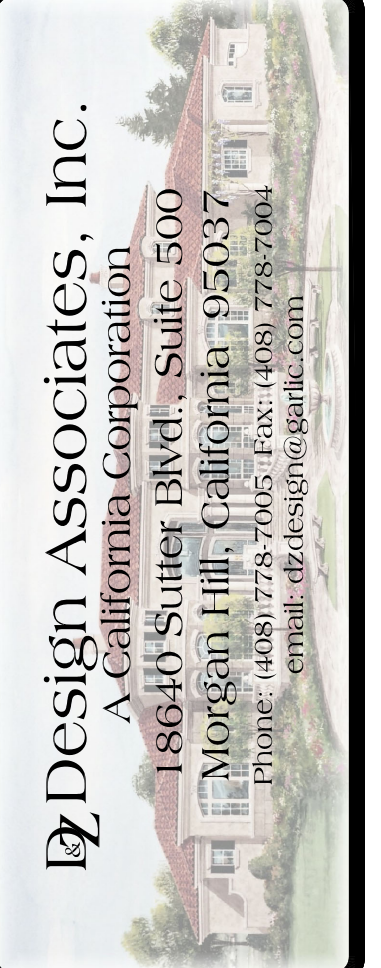 D&Z Design Associates, Inc.
A California Corporation
18640 Sutter Blvd., Suite 500
Morgan Hill, California 95037
Phone: (408) 778-7005 Fax: (408) 778-7004
email: dzdesign@garlic.com